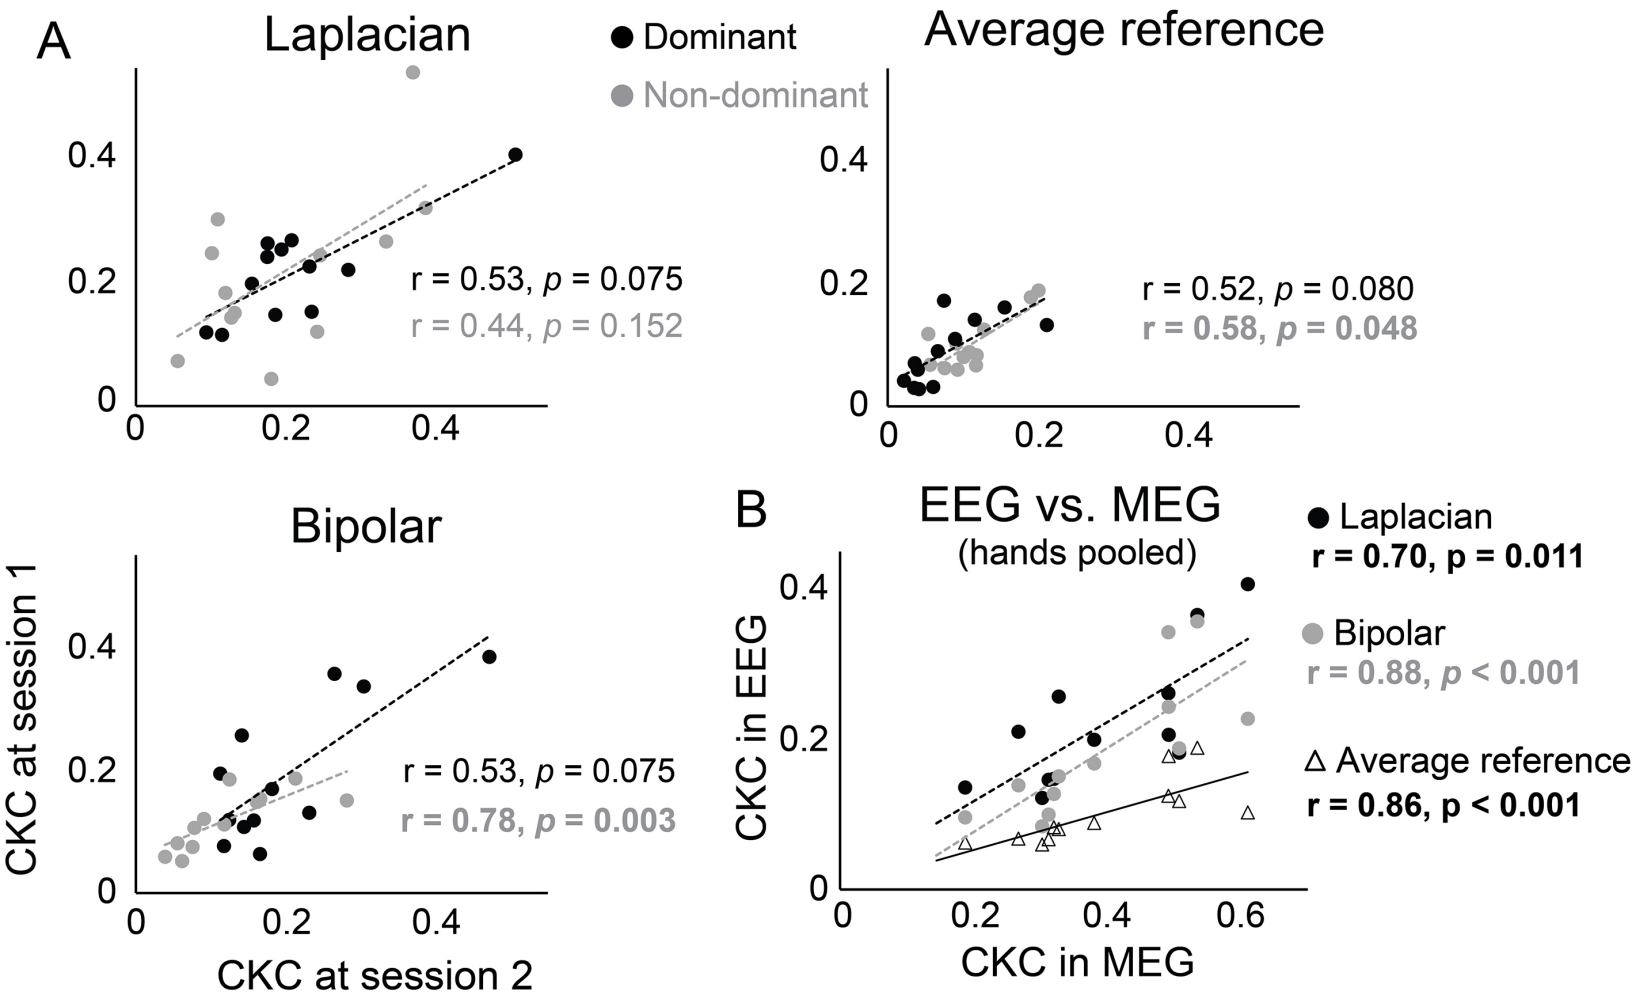 A
Laplacian
Dominant
Non-dominant
0.4
0.2
0
0
0.2
0.4
r = 0.53, p = 0.075
r = 0.44, p = 0.152
Average reference
0.4
0.2
0
0
0.2
0.4
r = 0.52, p = 0.080
r = 0.58, p = 0.048
Bipolar
CKC at session 1
0.4
0.2
0
0
0.2
0.4
r = 0.53, p = 0.075
r = 0.78, p = 0.003
CKC at session 2
B
EEG vs. MEG
(hands pooled)
CKC in EEG
0.4
0.2
0
0
0.2
0.4
0.6
CKC in MEG
Laplacian
r = 0.70, p = 0.011
Bipolar
r = 0.88, p < 0.001
Average reference
r = 0.86, p < 0.001